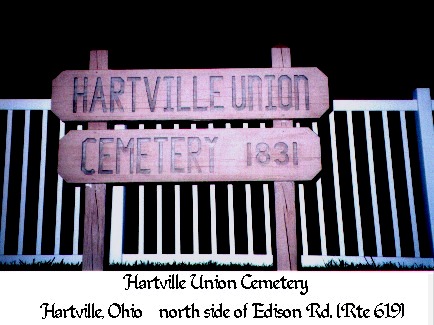 HARTVILLE UNION
CEMETERY 1831
Hartville Union Cemetery
Hartville, Ohio north side of Edison Rd. (Rte 619)